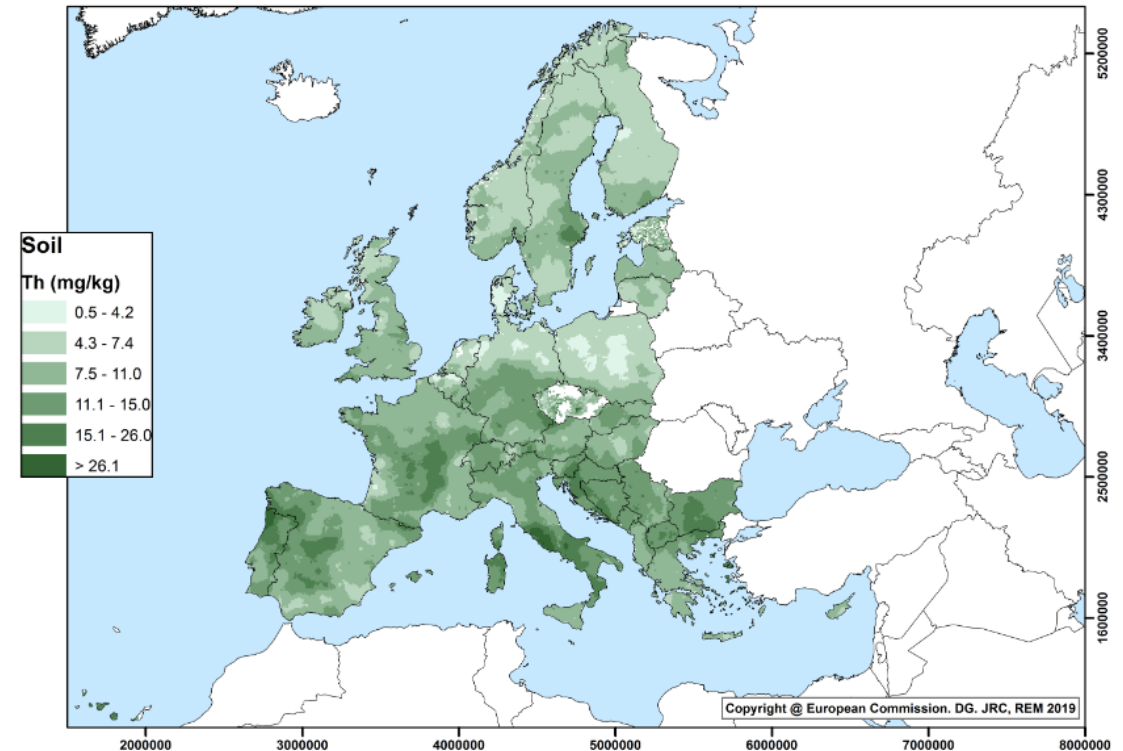 Soil
Th (mg/kg)
0.5 - 4.2
4.3 - 7.4
7.5 - 11.0
11.1 - 15.0
15.1 - 26.0
> 26.1
5200000
4300000
3400000
2500000
1600000
Copyright @ European Commission. DG. JRC, REM 2019
2000000 3000000 4000000 5000000 6000000 7000000 8000000